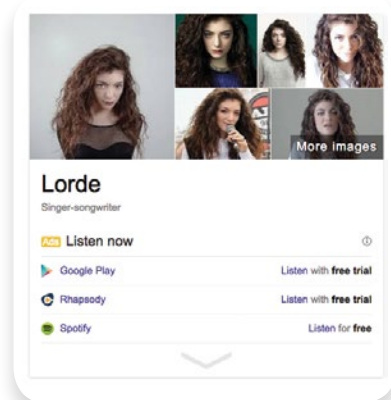 More images
Lorde
Singer-songwriter
Ads Listen now
Google Play Listen with free trial
Rhapsody Listen with free trial
Spotify Listen for free